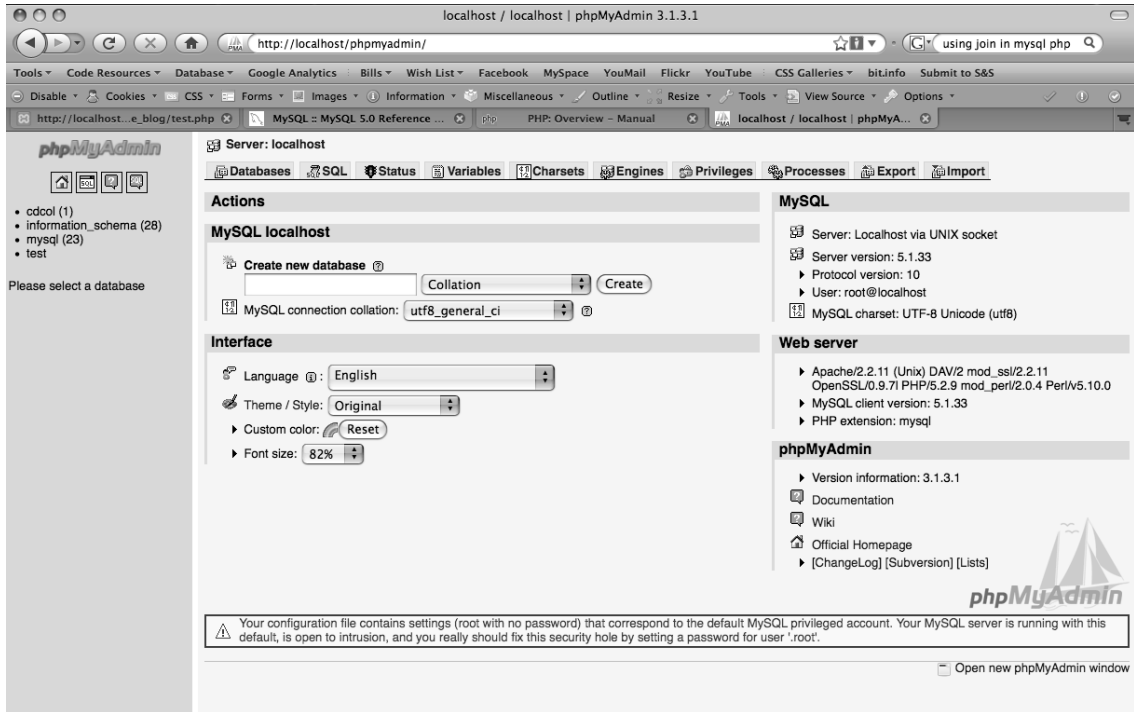 localhost / localhost | phpMyAdmin 3.1.3.1
http://localhost/phpmyadmin/
using join in mysql php
Tools Code Resources Database Google Analytics Bills Wish List Facebook MySpace YouMail Flickr YouTube CSS Galleries bit.info Submit to S&S
Disable Cookies CSS Forms Images Information Miscellaneous Outline Resize Tools View Source Options
http://localhost...e_blog/test.php MySQL :: MySQL 5.0 Reference ... php PHP: Overview – Manual localhost / localhost | phpMyA...
phpMyAdmin
SQL
cdcol (1)
information_schema (28)
mysql (23)
test
Please select a database
Server: localhost
Databases SQL Status Variables Charsets Engines Privileges Processes Export Import
Actions
MySQL localhost
Create new database
Collation Create
MySQL connection collation: utf8_general_ci
Interface
Language: English
Theme / Style: Original
Custom color: Reset
Font size: 82%
MySQL
Server: Localhost via UNIX socket
Server version: 5.1.33
Protocol version: 10
User: root@localhost
MySQL charset: UTF-8 Unicode (utf8)
Web server
Apache/2.2.11 (Unix) DAV/2 mod_ssl/2.2.11
OpenSSL/0.9.7l PHP/5.2.9 mod_perl/2.0.4 Perl/v5.10.0
MySQL client version: 5.1.33
PHP extension: mysql
phpMyAdmin
Version information: 3.1.3.1
Documentation
Wiki
Official Homepage
[ChangeLog] [Subversion] [Lists]
phpMyAdmin
Your configuration file contains settings (root with no password) that correspond to the default MySQL privileged account. Your MySQL server is running with this
default, is open to intrusion, and you really should fix this security hole by setting a password for user '.root'.
Open new phpMyAdmin window